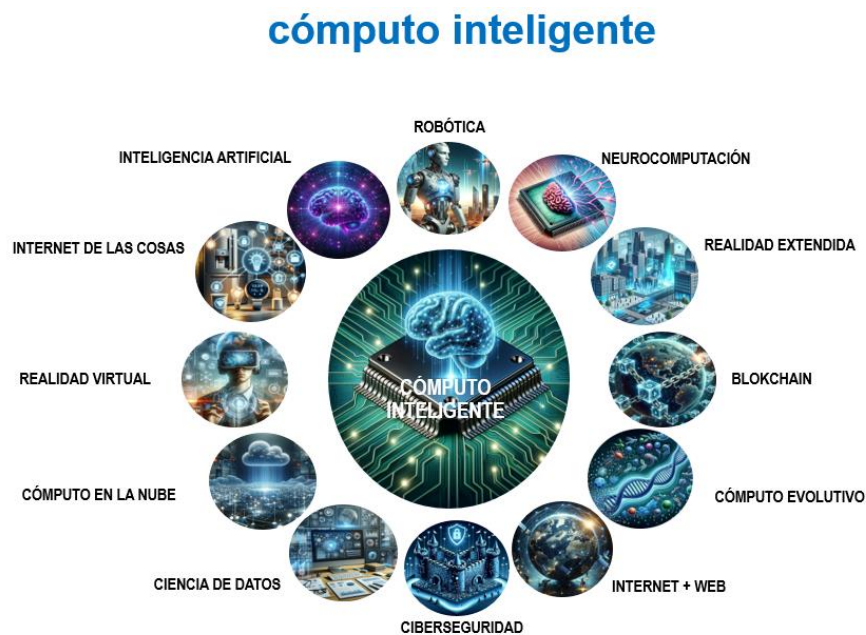 cómputo inteligente
ROBÓTICA
INTELIGENCIA ARTIFICIAL
NEUROCOMPUTACIÓN
INTERNET DE LAS COSAS
REALIDAD EXTENDIDA
REALIDAD VIRTUAL
CÓMPUTO
INTELIGENTE
BLOKCHAIN
CÓMPUTO EN LA NUBE
CÓMPUTO EVOLUTIVO
CIENCIA DE DATOS
INTERNET + WEB
CIBERSEGURIDAD